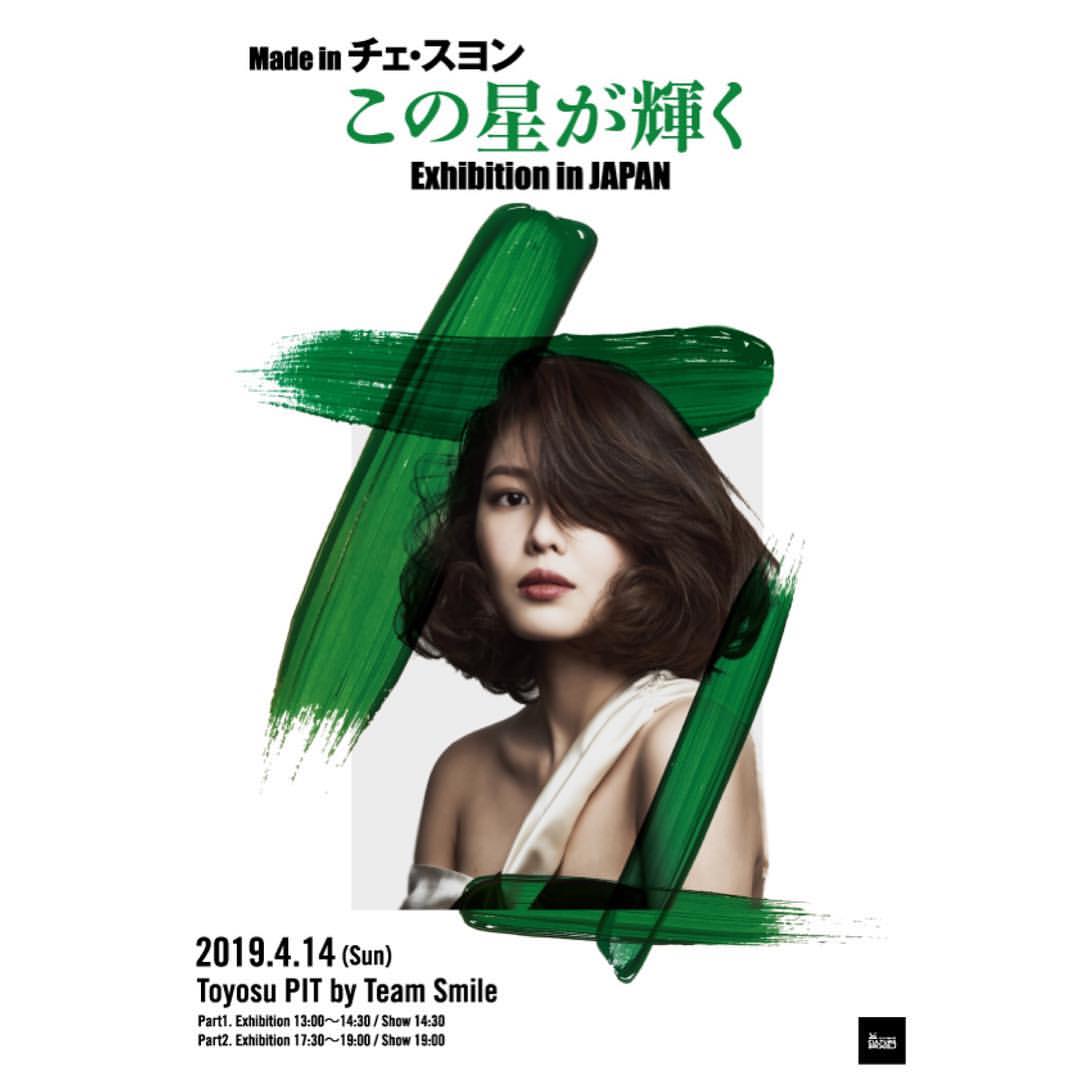 Made in チェ・スヨン
この星が輝く
Exhibition in JAPAN
2019.4.14 (Sun)
Toyosu PIT by Team Smile
Part1. Exhibition 13:00～14:30 / Show 14:30
Part2. Exhibition 17:30～19:00 / Show 19:00